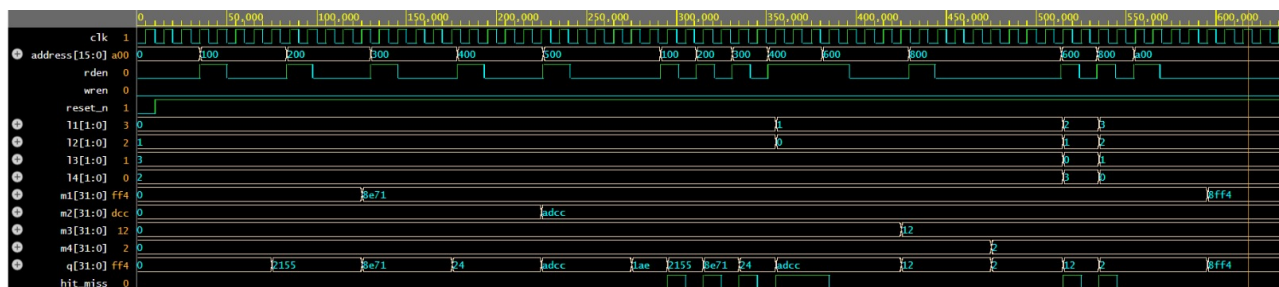 0 50,000 100,000 150,000 200,000 250,000 300,000 350,000 400,000 450,000 500,000 550,000 600,000
clk 1
address[15:0] a00 0 100 200 300 400 500 100 200 300 400 600 800 600 800 a00
rden 0
wren 0
reset_n 1
l1[1:0] 3 0 1 2 3
l2[1:0] 2 1 0 1 2
l3[1:0] 1 3 0 1
l4[1:0] 0 2 3 0
m1[31:0] ff4 0 8e71 8ff4
m2[31:0] dcc 0 adcc
m3[31:0] 12 0 12
m4[31:0] 2 0 2
q[31:0] ff4 0 2155 8e71 24 adcc 1ae 2155 8e71 24 adcc 12 2 12 2 8ff4
hit_miss 0